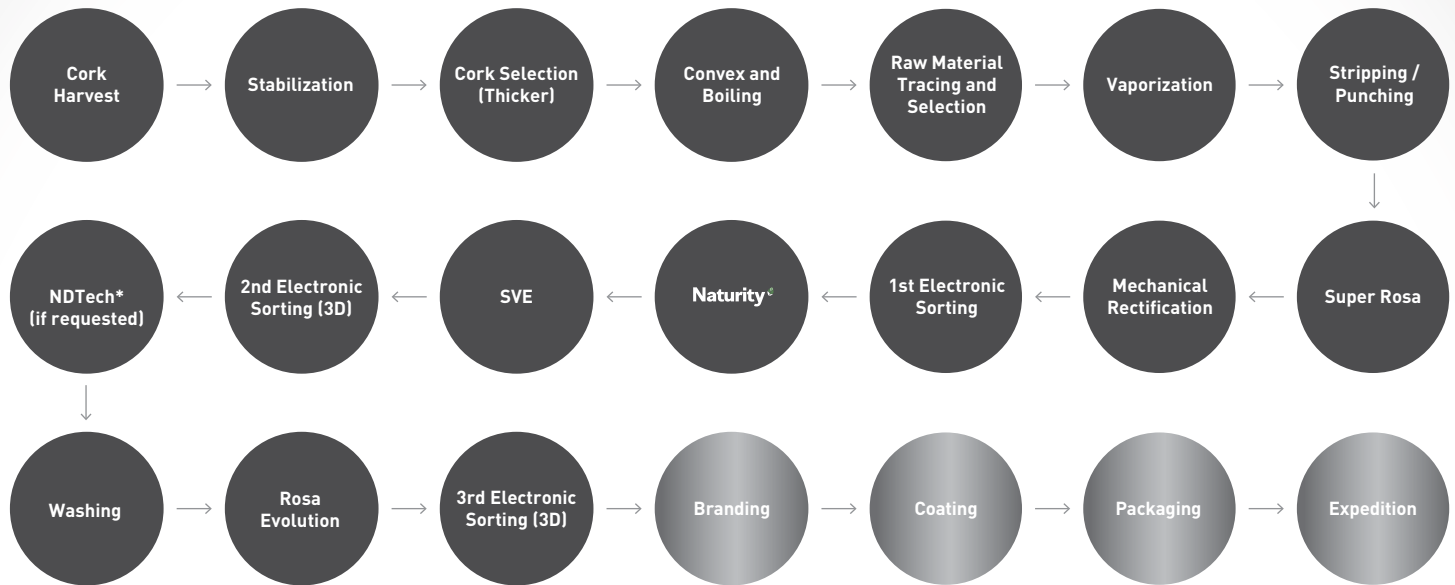 Cork
Harvest
Stabilization
Cork Selection
(Thicker)
Convex and
Boiling
Raw Material
Tracing and
Selection
Vaporization
Stripping /
Punching
Super Rosa
Mechanical
Rectification
1st Electronic
Sorting
Naturity
SVE
2nd Electronic
Sorting (3D)
NDTech*
(if requested)
Washing
Rosa
Evolution
3rd Electronic
Sorting (3D)
Branding
Coating
Packaging
Expedition